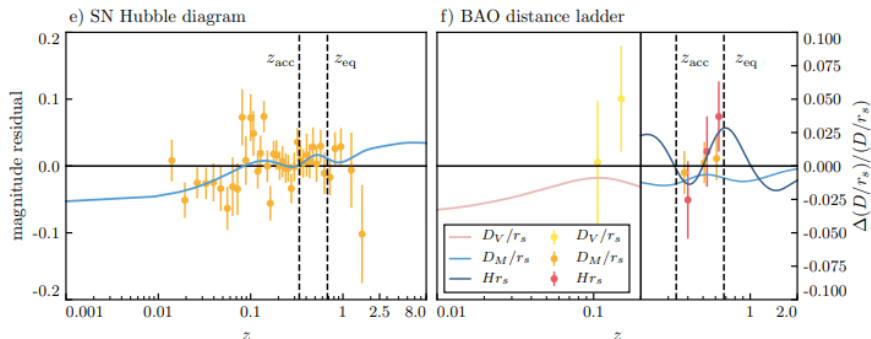 e) SN Hubble diagram
f) BAO distance ladder
0.2
0.1
0.0
-0.1
-0.2
magnitude residual
z_acc
z_eq
0.001
0.01
0.1
1
2.5
8.0
z
z_acc
z_eq
D_V/r_s
D_M/r_s
Hr_s
D_V/r_s
D_M/r_s
Hr_s
0.01
0.1
1
2.0
z
0.100
0.075
0.050
0.025
0.000
-0.025
-0.050
-0.075
-0.100
Δ(D/r_s)/(D/r_s)